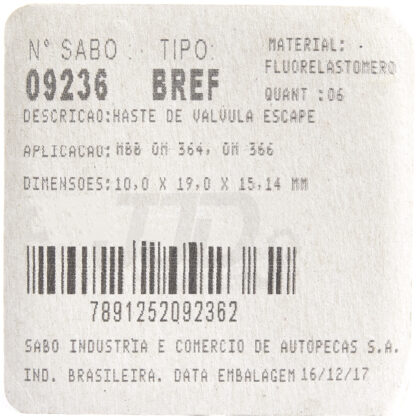 Nº SABO : TIPO: MATERIAL: .
09236 BREF FLUORELASTOMERO
QUANT :06
DESCRICAO:HASTE DE VALVULA ESCAPE
APLICACAO:MBB OM 364, OM 366
DIMENSOES:10,0 X 19,0 X 15,14 MM
7891252092362
SABO INDUSTRIA E COMERCIO DE AUTOPECAS S.A.
IND. BRASILEIRA. DATA EMBALAGEM 16/12/17